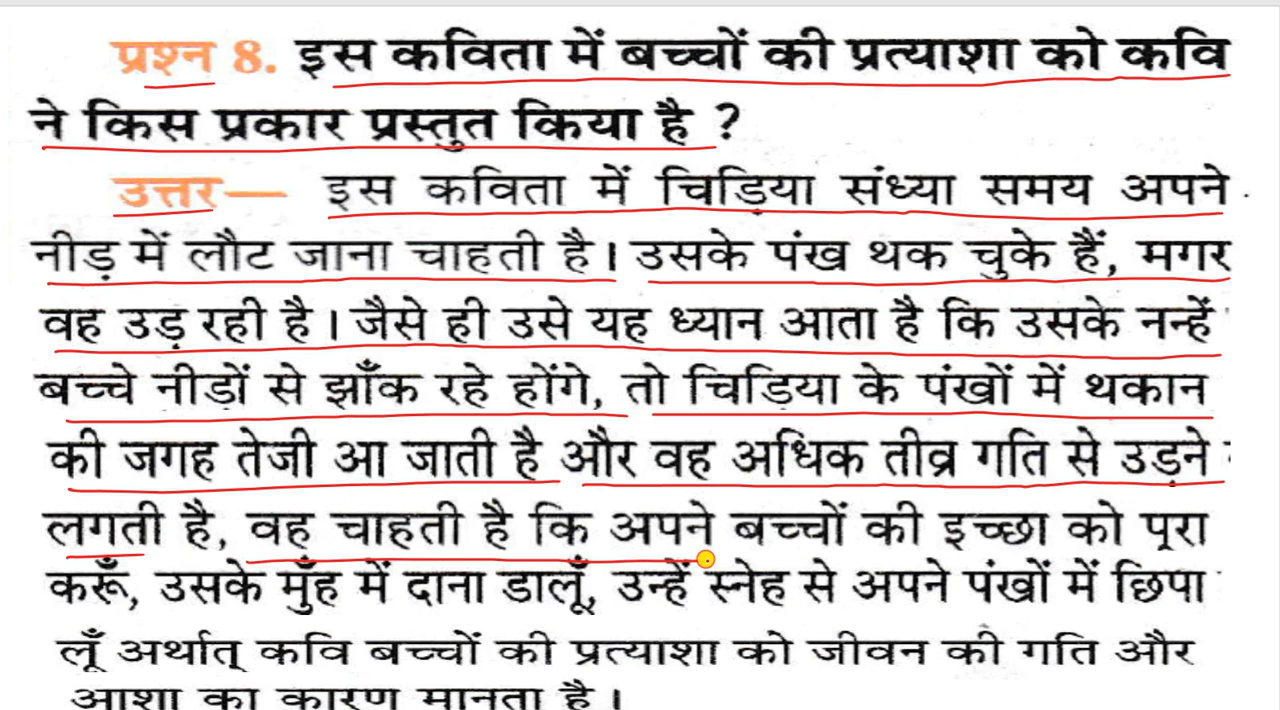 प्रश्न 8. इस कविता में बच्चों की प्रत्याशा को कवि
ने किस प्रकार प्रस्तुत किया है ?
उत्तर— इस कविता में चिड़िया संध्या समय अपने
नीड़ में लौट जाना चाहती है। उसके पंख थक चुके हैं, मगर
वह उड़ रही है। जैसे ही उसे यह ध्यान आता है कि उसके नन्हें
बच्चे नीड़ों से झाँक रहे होंगे, तो चिड़िया के पंखों में थकान
की जगह तेजी आ जाती है और वह अधिक तीव्र गति से उड़ने
लगती है, वह चाहती है कि अपने बच्चों की इच्छा को पूरा
करूँ, उसके मुँह में दाना डालूँ, उन्हें स्नेह से अपने पंखों में छिपा
लूँ अर्थात् कवि बच्चों की प्रत्याशा को जीवन की गति और
आशा का कारण मानता है।